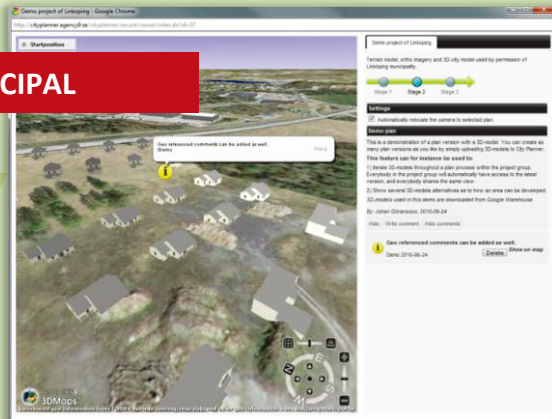 Demo project of Linkoping - Google Chrome
http://cityplanner.agency9.se/cityplanner/secure/viewer/index.do?id=37
Startposition
CIPAL
Geo referenced comments can be added as well.
Demo
3DMaps
Demo project of Linkoping
Terrain model, ortho imagery and 3D-city model used by permission of
Linkoping municipality.
Stage 1 Stage 2 Stage 3
Settings
Automatically relocate the camera to selected plan.
Demo plan
This is a demonstration of a plan version with a 3D-model. You can create as
many plan versions as you like by simply uploading 3D-models to City Planner.
This feature can for instance be used to:
1) Iterate 3D-models throughout a plan process within the project group.
Everybody in the project group will automatically have access to the latest
version, and everybody shares the same view.
2) Show several 3D-models alternatives as to how an area can be developed.
3D-models used in this demo are downloaded from Google Warehouse
By: Johan Göransson, 2010-06-24
Hide Write comment Hide comments
Geo referenced comments can be added as well.
Demo 2010-06-24
Delete
Show on map